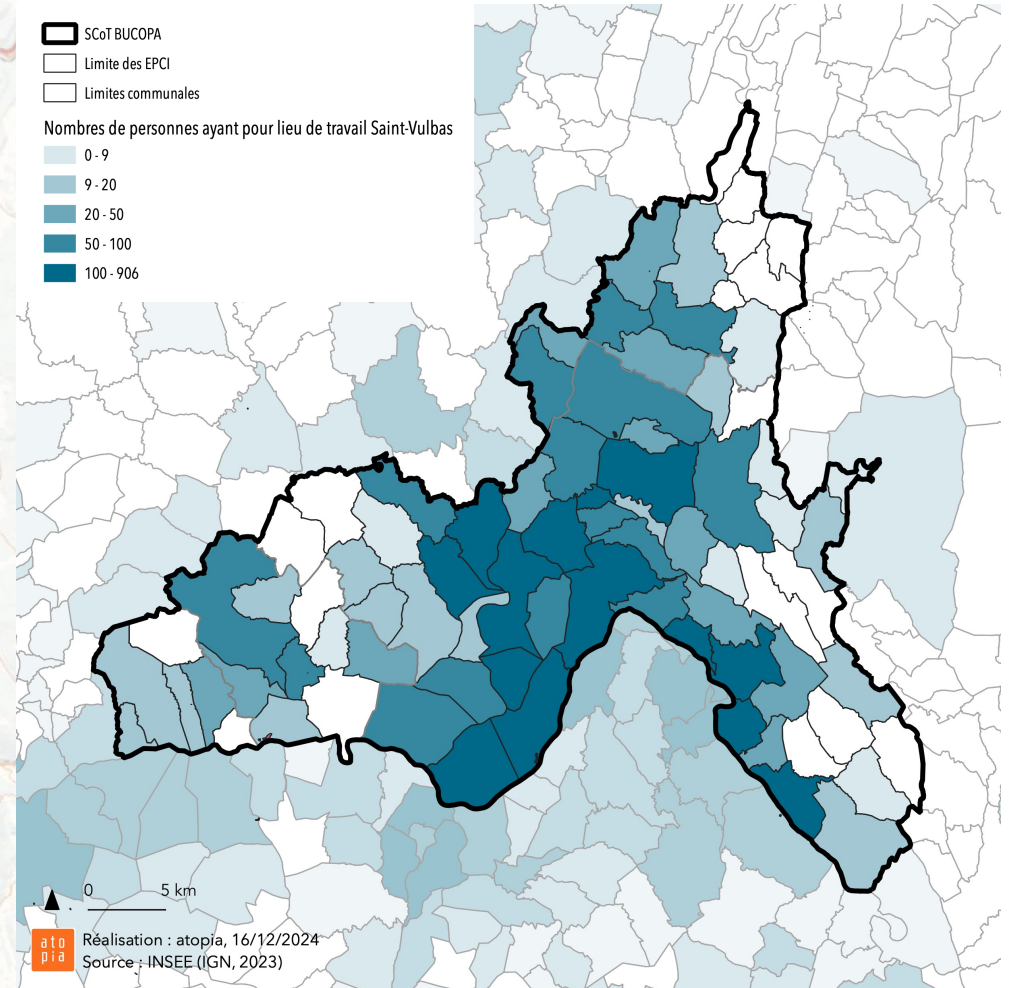 SCoT BUCOPA
Limite des EPCI
Limites communales
Nombres de personnes ayant pour lieu de travail Saint-Vulbas
0 - 9
9 - 20
20 - 50
50 - 100
100 - 906
0 5 km
ato
pia
Réalisation : atopia, 16/12/2024
Source : INSEE (IGN, 2023)